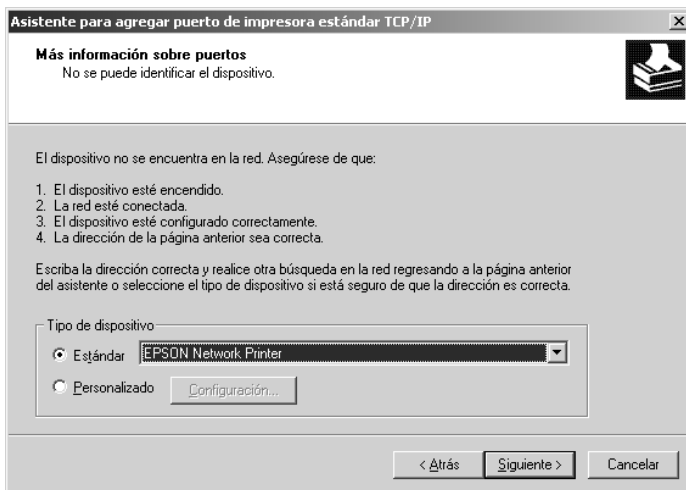 Asistente para agregar puerto de impresora estándar TCP/IP
Más información sobre puertos
No se puede identificar el dispositivo.
El dispositivo no se encuentra en la red. Asegúrese de que:
1. El dispositivo esté encendido.
2. La red esté conectada.
3. El dispositivo esté configurado correctamente.
4. La dirección de la página anterior sea correcta.
Escriba la dirección correcta y realice otra búsqueda en la red regresando a la página anterior
del asistente o seleccione el tipo de dispositivo si está seguro de que la dirección es correcta.
Tipo de dispositivo
Estándar EPSON Network Printer
Personalizado Configuración...
< Atrás Siguiente > Cancelar